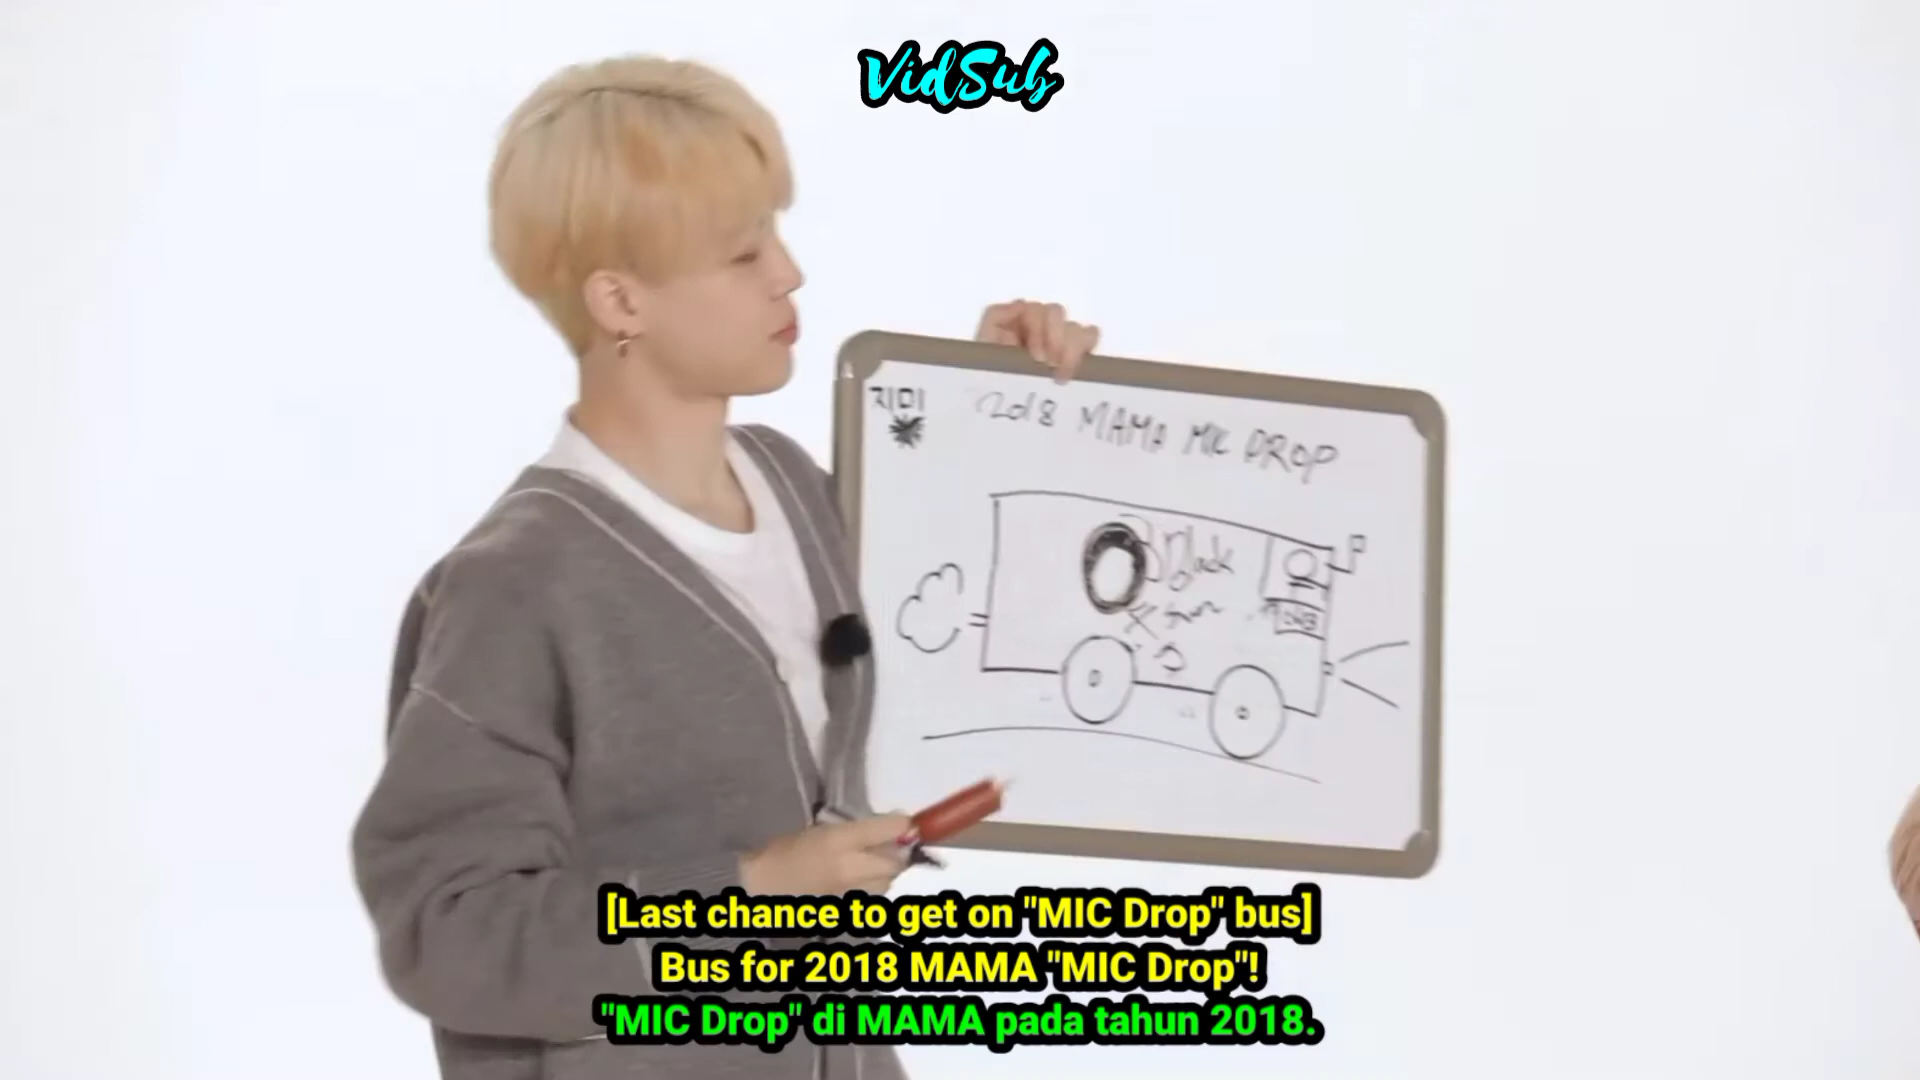 VidSub
지미
2018 MAMA MIC DROP
Black
[Last chance to get on "MIC Drop" bus]
Bus for 2018 MAMA "MIC Drop"!
"MIC Drop" di MAMA pada tahun 2018.